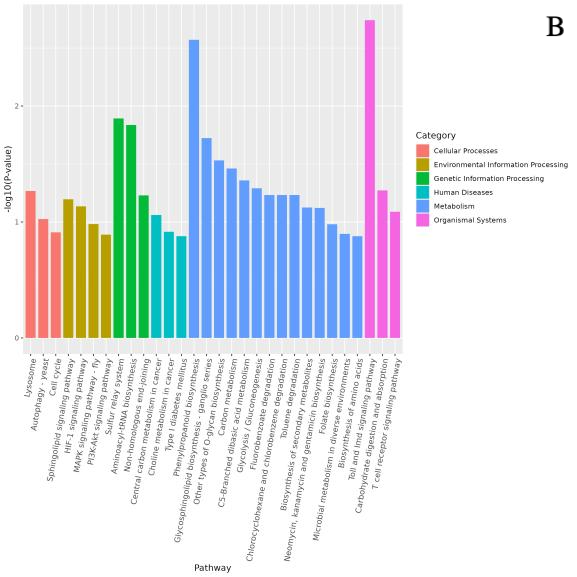 B
-log10(P-value)
2
1
0
Category
Cellular Processes
Environmental Information Processing
Genetic Information Processing
Human Diseases
Metabolism
Organismal Systems
Lysosome
Autophagy - yeast
Cell cycle
Sphingolipid signaling pathway
HIF-1 signaling pathway
MAPK signaling pathway - fly
PI3K-Akt signaling pathway
Sulfur relay system
Aminoacyl-tRNA biosynthesis
Non-homologous end-joining
Central carbon metabolism in cancer
Choline metabolism in cancer
Type I diabetes mellitus
Phenylpropanoid biosynthesis
Glycosphingolipid biosynthesis - ganglio series
Other types of O-glycan biosynthesis
Carbon metabolism
C5-Branched dibasic acid metabolism
Glycolysis / Gluconeogenesis
Fluorobenzoate degradation
Chlorocyclohexane and chlorobenzene degradation
Toluene degradation
Biosynthesis of secondary metabolites
Neomycin, kanamycin and gentamicin biosynthesis
Folate biosynthesis
Microbial metabolism in diverse environments
Biosynthesis of amino acids
Toll and Imd signaling pathway
Carbohydrate digestion and absorption
T cell receptor signaling pathway
Pathway